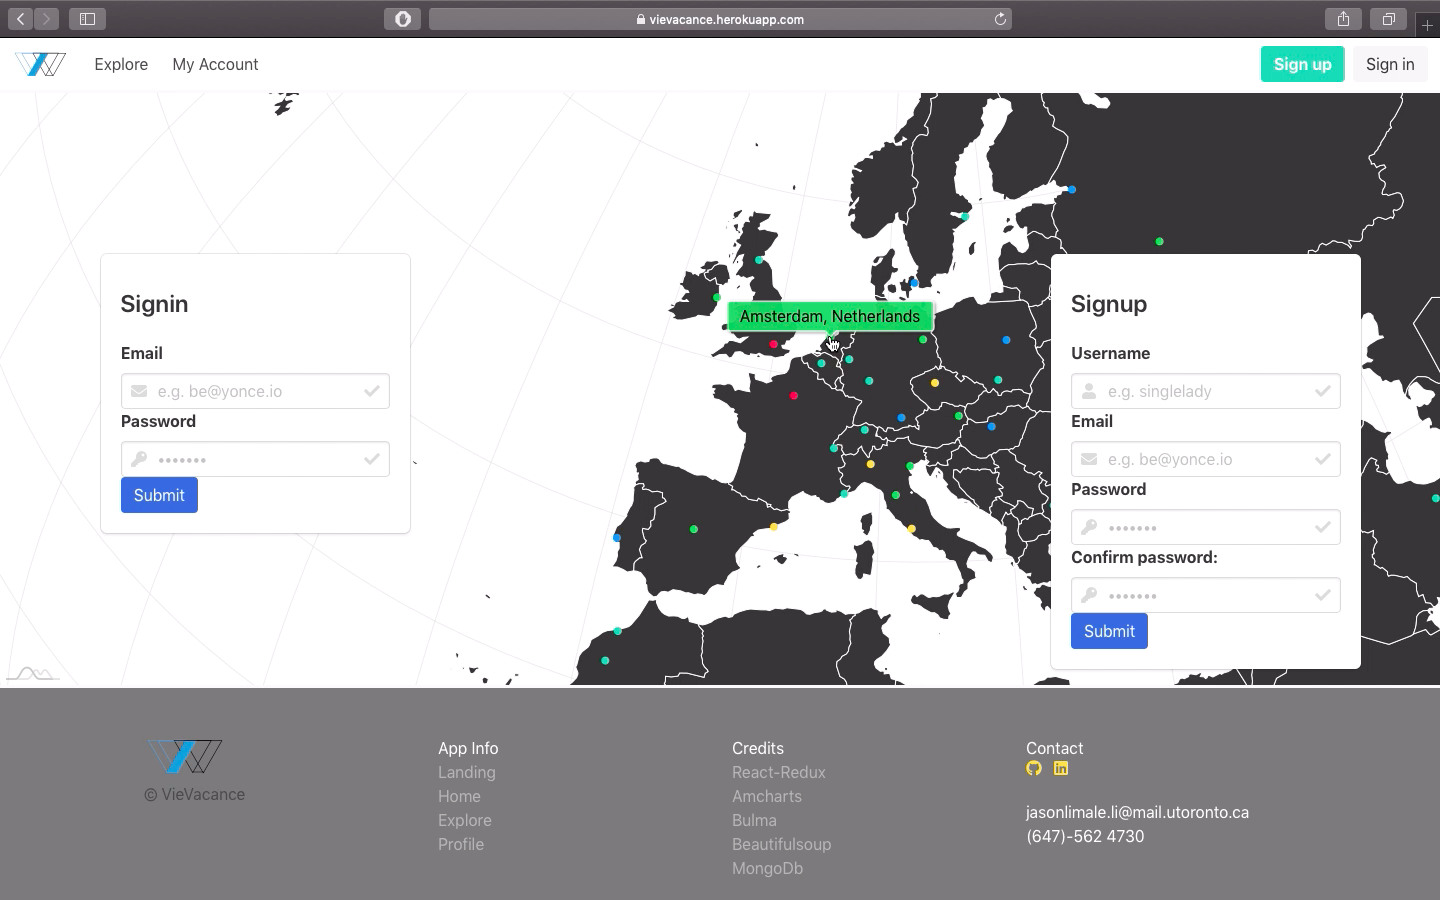 vievacance.herokuapp.com
Explore
My Account
Sign up
Sign in
Signin
Email
e.g. be@yonce.io
Password
•••••••
Submit
Amsterdam, Netherlands
Signup
Username
e.g. singlelady
Email
e.g. be@yonce.io
Password
•••••••
Confirm password:
•••••••
Submit
© VieVacance
App Info
Landing
Home
Explore
Profile
Credits
React-Redux
Amcharts
Bulma
Beautifulsoup
MongoDb
Contact
jasonlimale.li@mail.utoronto.ca
(647)-562 4730